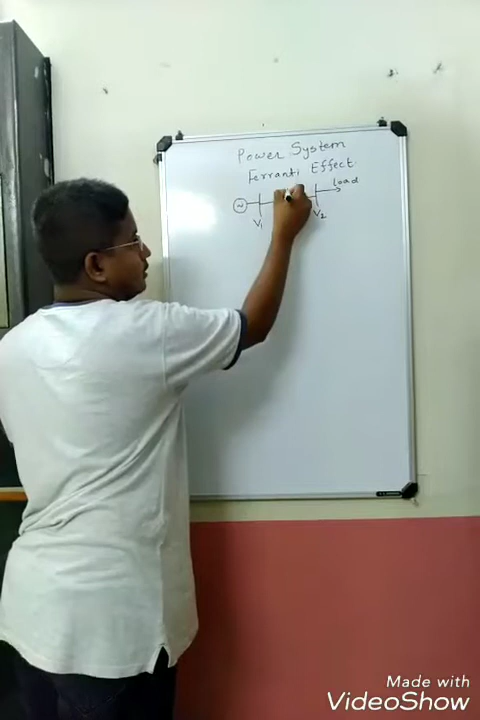 Power System
Ferranti Effect
load
~
V1
V2
Made with
VideoShow